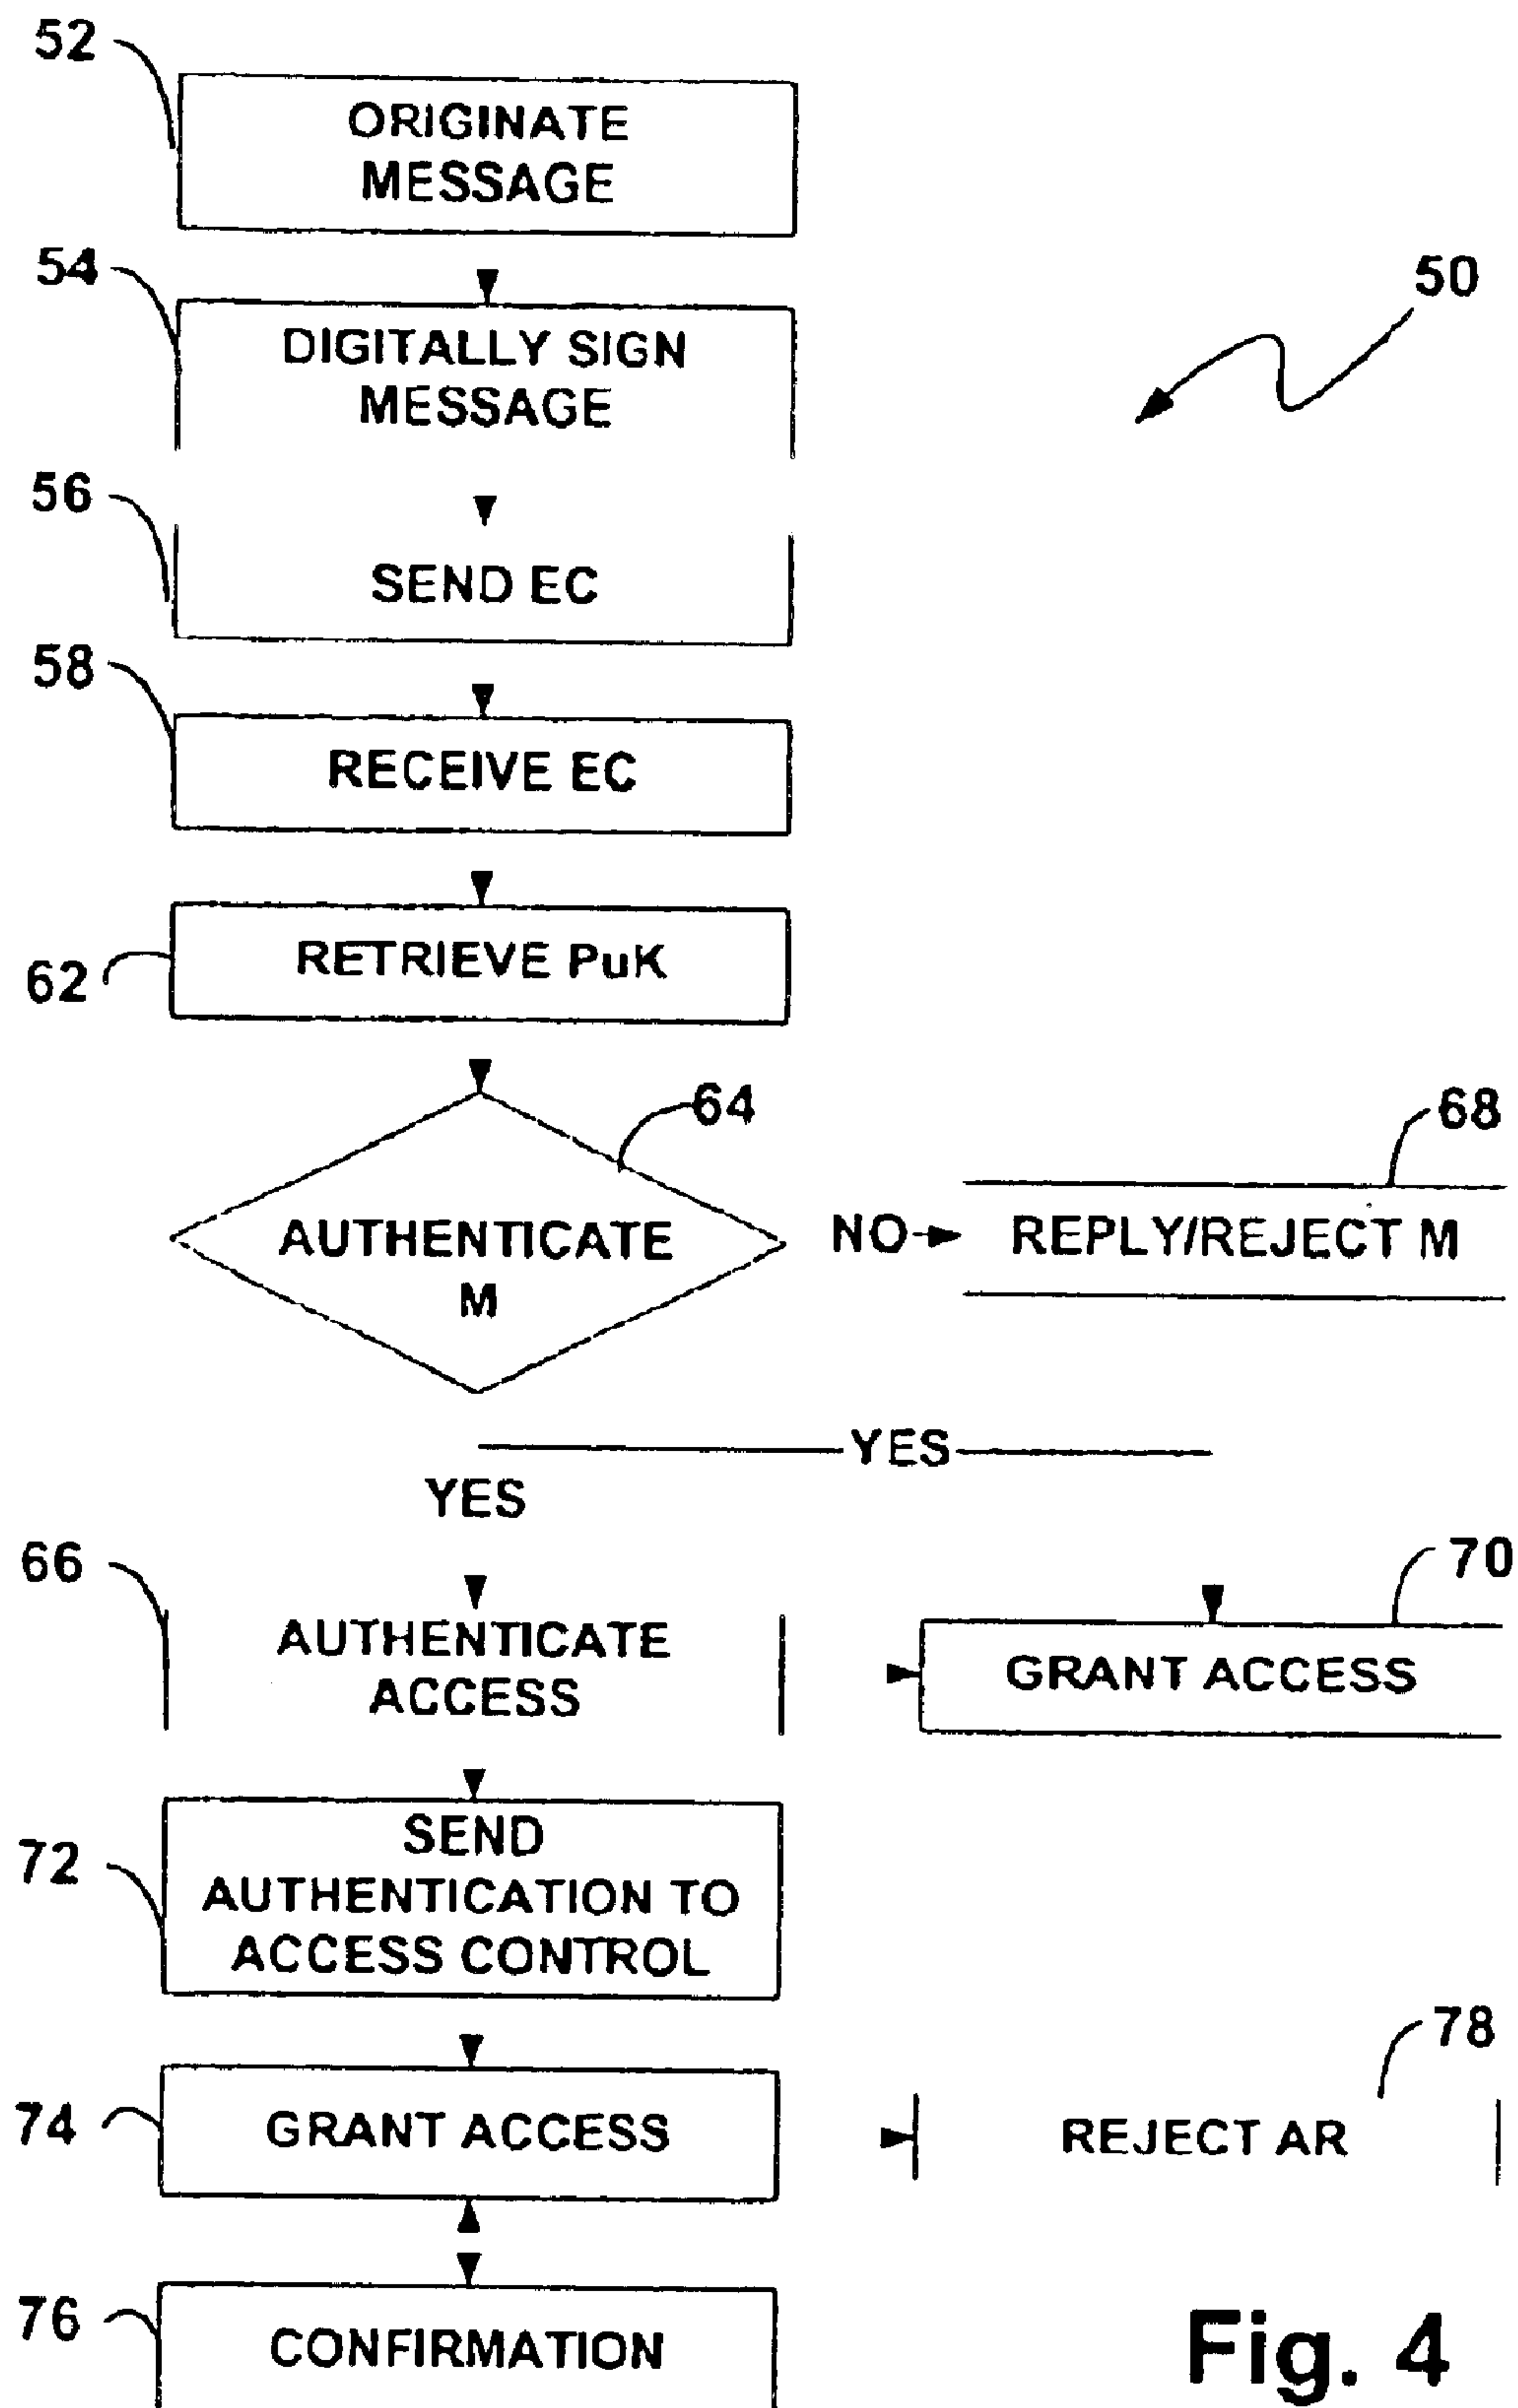 52
ORIGINATE
MESSAGE
54
DIGITALLY SIGN
MESSAGE
50
56
SEND EC
58
RECEIVE EC
62
RETRIEVE PuK
64
AUTHENTICATE
M
NO
68
REPLY/REJECT M
YES
YES
66
AUTHENTICATE
ACCESS
70
GRANT ACCESS
72
SEND
AUTHENTICATION TO
ACCESS CONTROL
74
GRANT ACCESS
78
REJECT AR
76
CONFIRMATION
Fig. 4